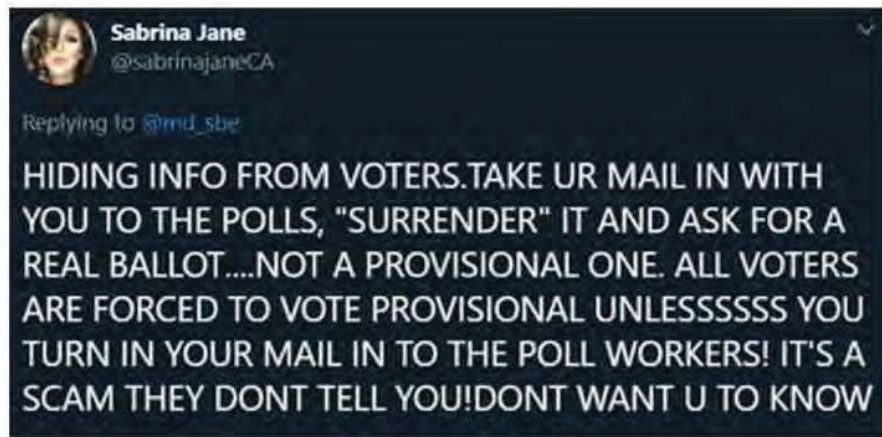 Sabrina Jane
@sabrinajaneCA
Replying to @md_sbe
HIDING INFO FROM VOTERS.TAKE UR MAIL IN WITH
YOU TO THE POLLS, "SURRENDER" IT AND ASK FOR A
REAL BALLOT....NOT A PROVISIONAL ONE. ALL VOTERS
ARE FORCED TO VOTE PROVISIONAL UNLESSSSSS YOU
TURN IN YOUR MAIL IN TO THE POLL WORKERS! IT'S A
SCAM THEY DONT TELL YOU!DONT WANT U TO KNOW